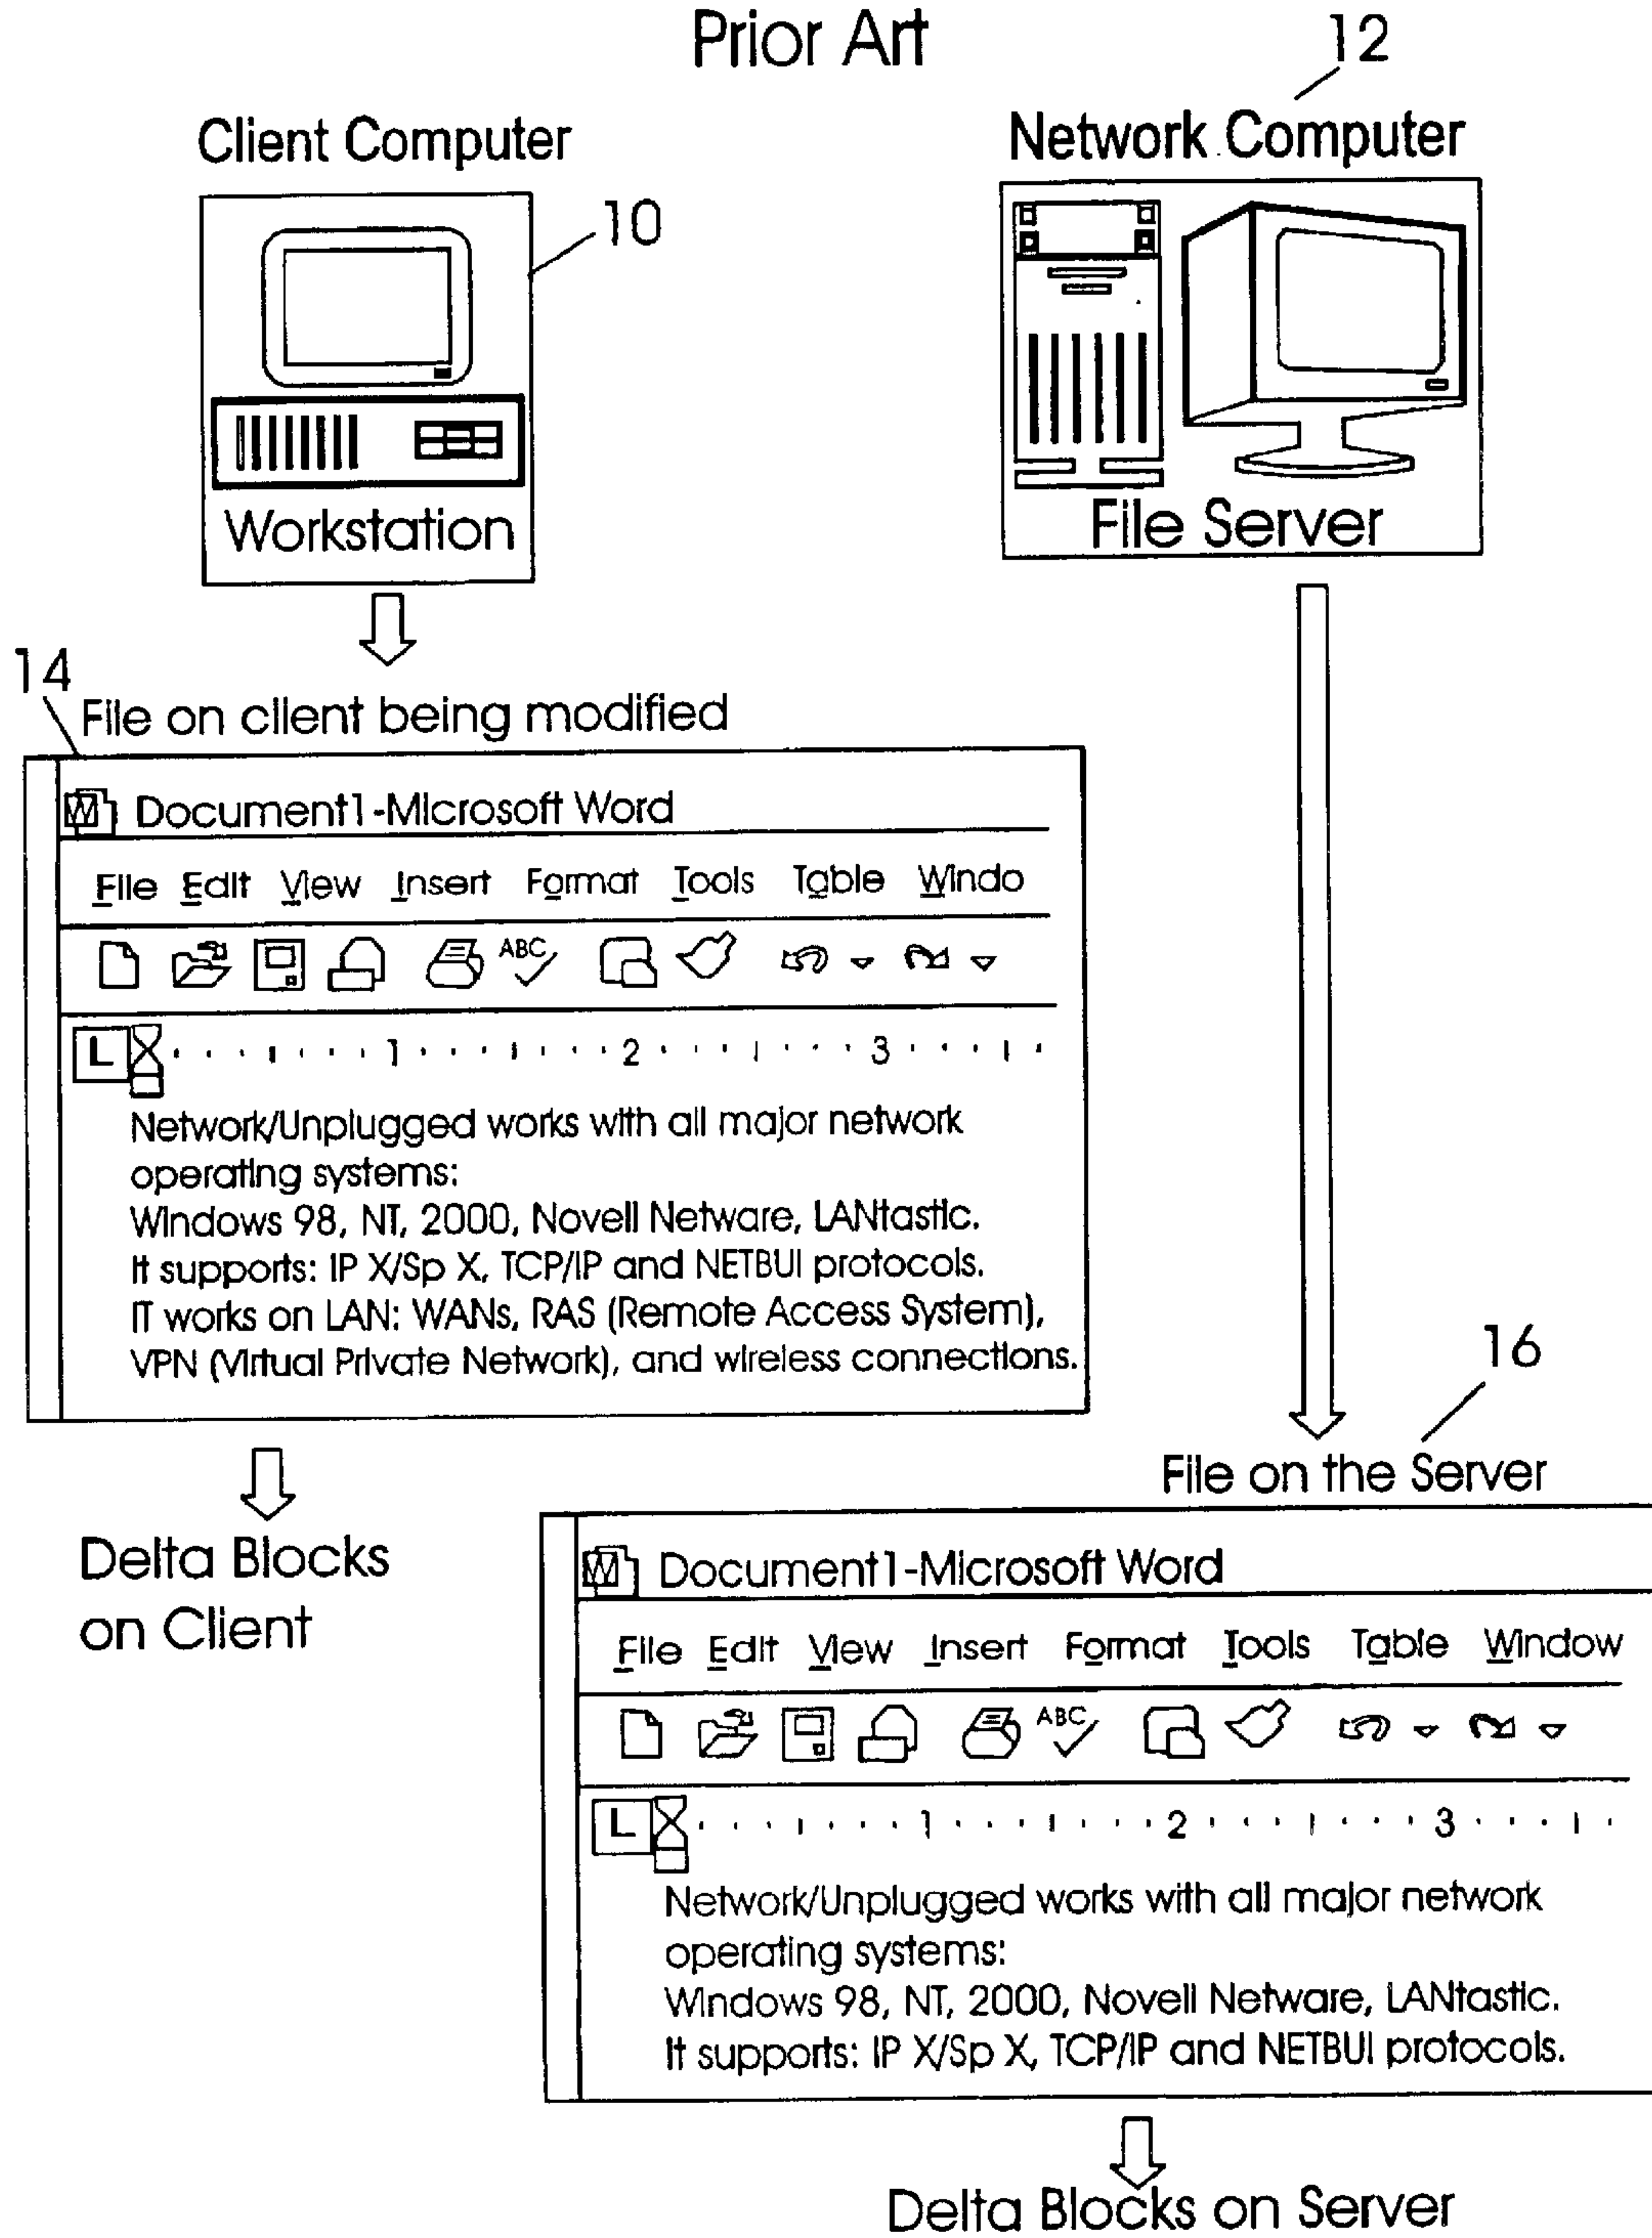 Prior Art
12
Client Computer
Network Computer
10
Workstation
File Server
14
File on client being modified
Document1-Microsoft Word
File Edit View Insert Format Tools Table Windo
ABC
L 1 2 3
Network/Unplugged works with all major network
operating systems:
Windows 98, NT, 2000, Novell Netware, LANtastic.
It supports: IP X/Sp X, TCP/IP and NETBUI protocols.
IT works on LAN: WANs, RAS (Remote Access System),
VPN (Virtual Private Network), and wireless connections.
16
File on the Server
Delta Blocks
on Client
Document1-Microsoft Word
File Edit View Insert Format Tools Table Window
ABC
L 1 2 3
Network/Unplugged works with all major network
operating systems:
Windows 98, NT, 2000, Novell Netware, LANtastic.
It supports: IP X/Sp X, TCP/IP and NETBUI protocols.
Delta Blocks on Server